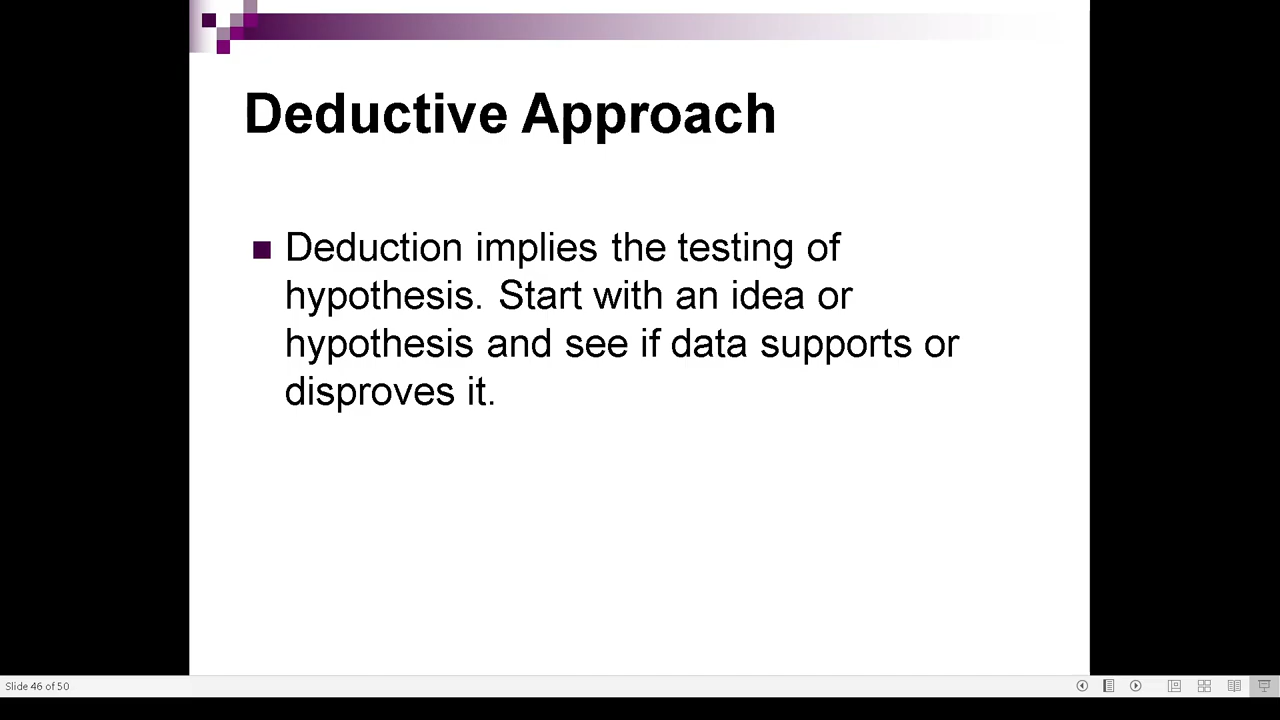 Deductive Approach
Deduction implies the testing of
hypothesis. Start with an idea or
hypothesis and see if data supports or
disproves it.
Slide 46 of 50